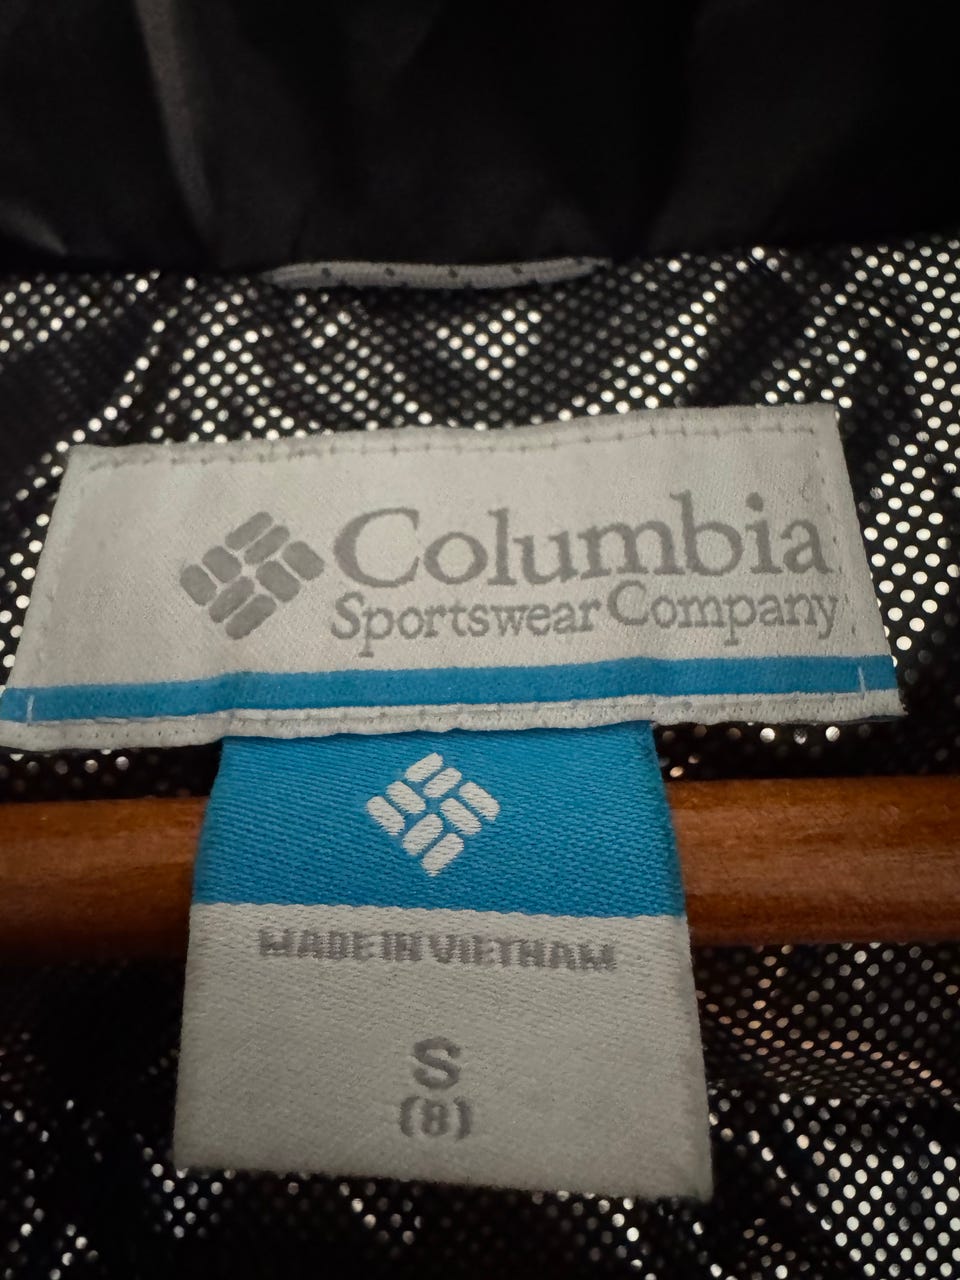 Columbia
Sportswear Company
MADE IN VIETNAM
S
(8)